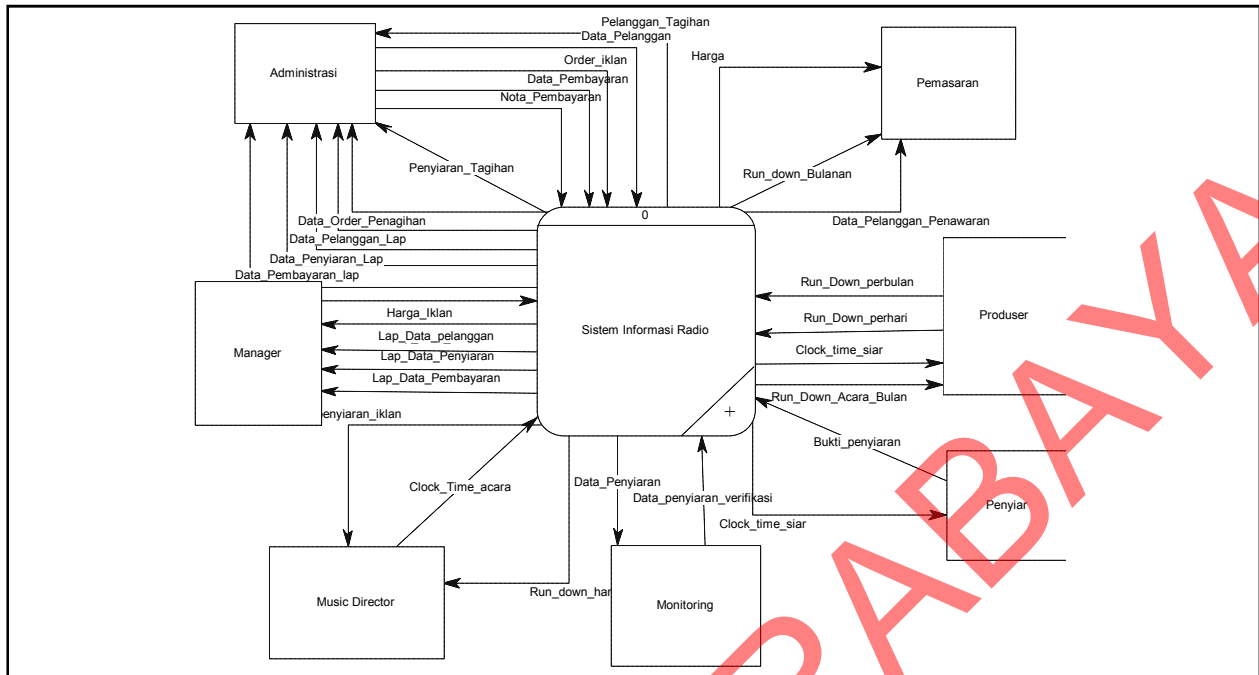 Pelanggan_Tagihan
Data_Pelanggan
Order_iklan
Data_Pembayaran
Nota_Pembayaran
Administrasi
Harga
Pemasaran
Penyiaran_Tagihan
Run_down_Bulanan
0
Data_Order_Penagihan
Data_Pelanggan_Penawaran
Data_Pelanggan_Lap
Data_Penyiaran_Lap
Data_Pembayaran_lap
Run_Down_perbulan
Harga_Iklan
Run_Down_perhari
Produser
Sistem Informasi Radio
Manager
Lap_Data_pelanggan
Lap_Data_Penyiaran
Clock_time_siar
Lap_Data_Pembayaran
Run_Down_Acara_Bulan
+
penyiaran_iklan
Bukti_penyiaran
Clock_Time_acara
Data_Penyiaran
Data_penyiaran_verifikasi
Penyiar
Clock_time_siar
Run_down_har
Music Director
Monitoring
RABAYA